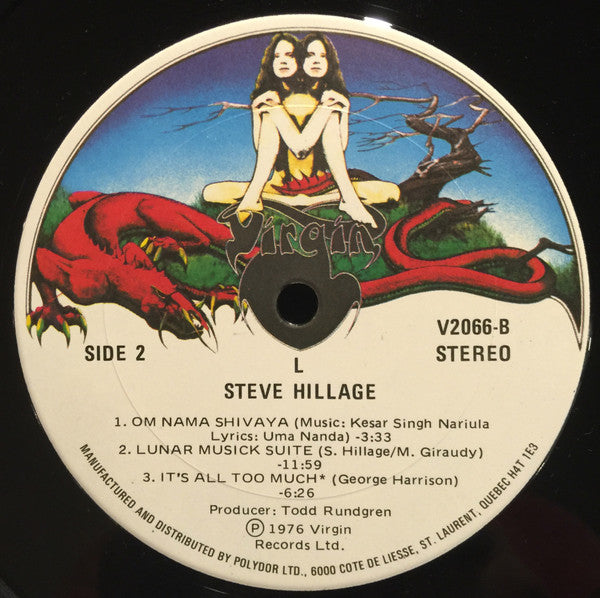 Virgin
SIDE 2
V2066-B
STEREO
L
STEVE HILLAGE
1. OM NAMA SHIVAYA (Music: Kesar Singh Nariula
Lyrics: Uma Nanda) -3:33
2. LUNAR MUSICK SUITE (S. Hillage/M. Giraudy)
-11:59
3. IT'S ALL TOO MUCH* (George Harrison)
-6:26
Producer: Todd Rundgren
Ⓟ 1976 Virgin
Records Ltd.
MANUFACTURED AND DISTRIBUTED BY POLYDOR LTD., 6000 COTE DE LIESSE, ST. LAURENT, QUEBEC H4T 1E3